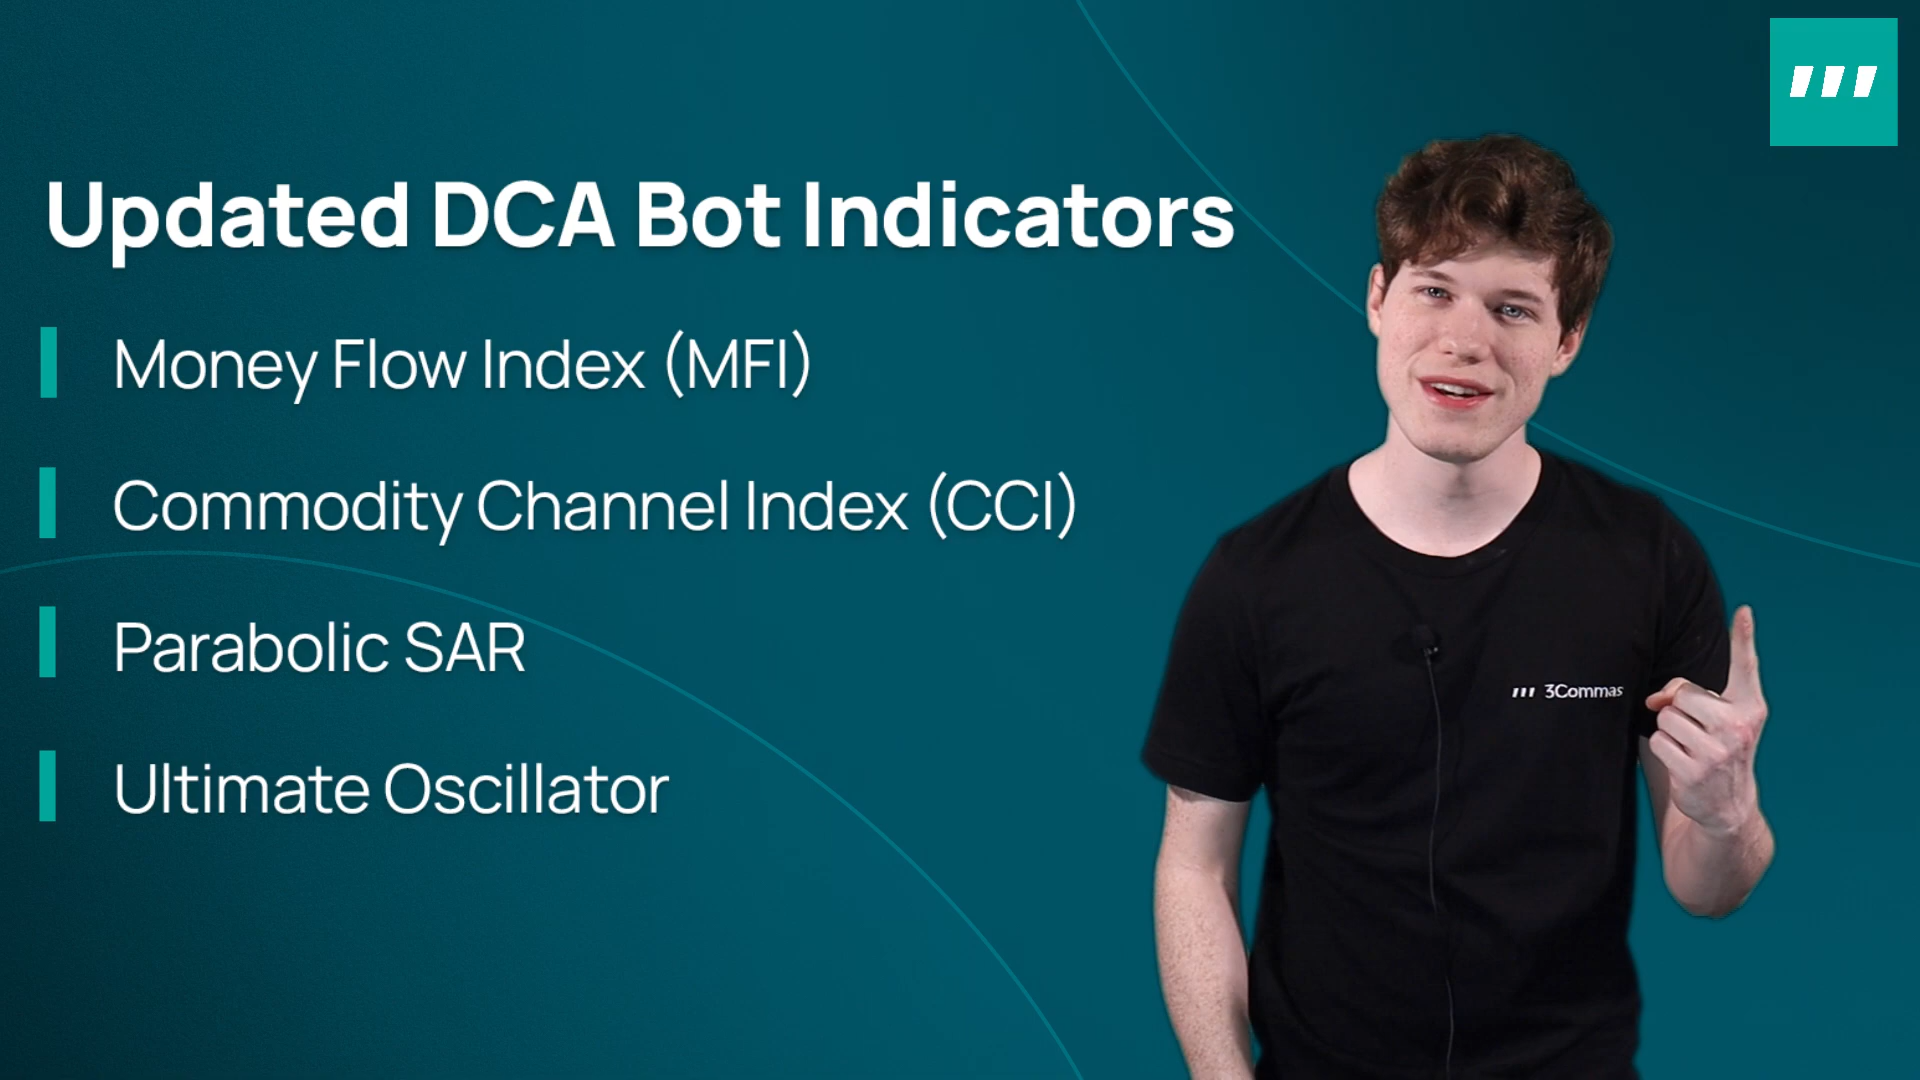 Updated DCA Bot Indicators
Money Flow Index (MFI)
Commodity Channel Index (CCI)
Parabolic SAR
Ultimate Oscillator
3Commas